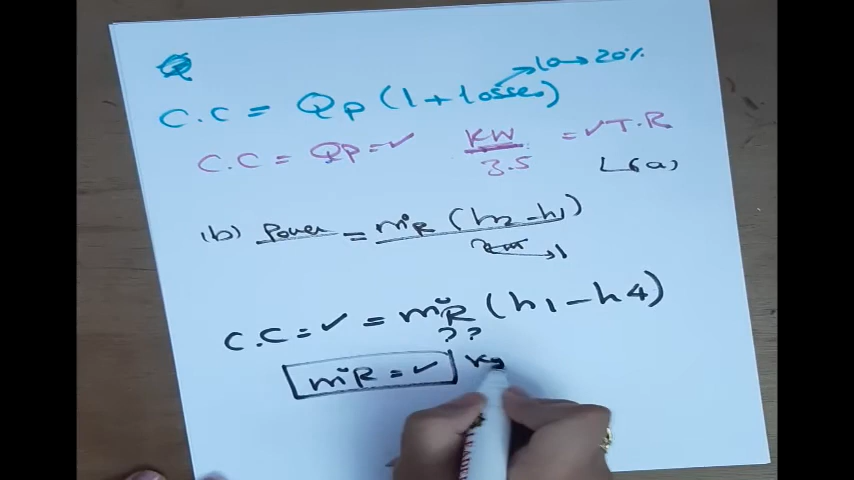 10 → 20%
C.C = QP (1 + losses)
C.C = QP = ✓ KW/3.5 = ✓ T.R
L(a)
(b) Power = ṁR (h2 - h1)
C.C = ✓ = ṁR (h1 - h4)
??
ṁR = ✓ kg